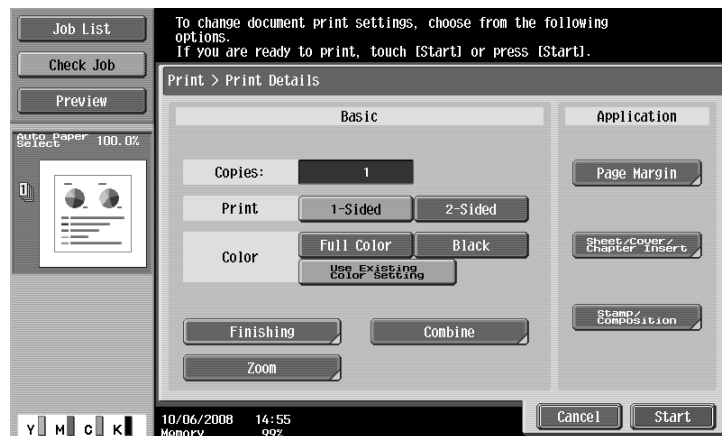 Job List
Check Job
Preview
Auto Paper
Select 100.0%
1
To change document print settings, choose from the following
options.
If you are ready to print, touch [Start] or press [Start].
Print > Print Details
Basic
Copies: 1
Print 1-Sided 2-Sided
Color Full Color Black
Use Existing
Color Setting
Finishing Combine
Zoom
Application
Page Margin
Sheet/Cover/
Chapter Insert
Stamp/
Composition
Y M C K
10/06/2008 14:55
Memory 99%
Cancel Start